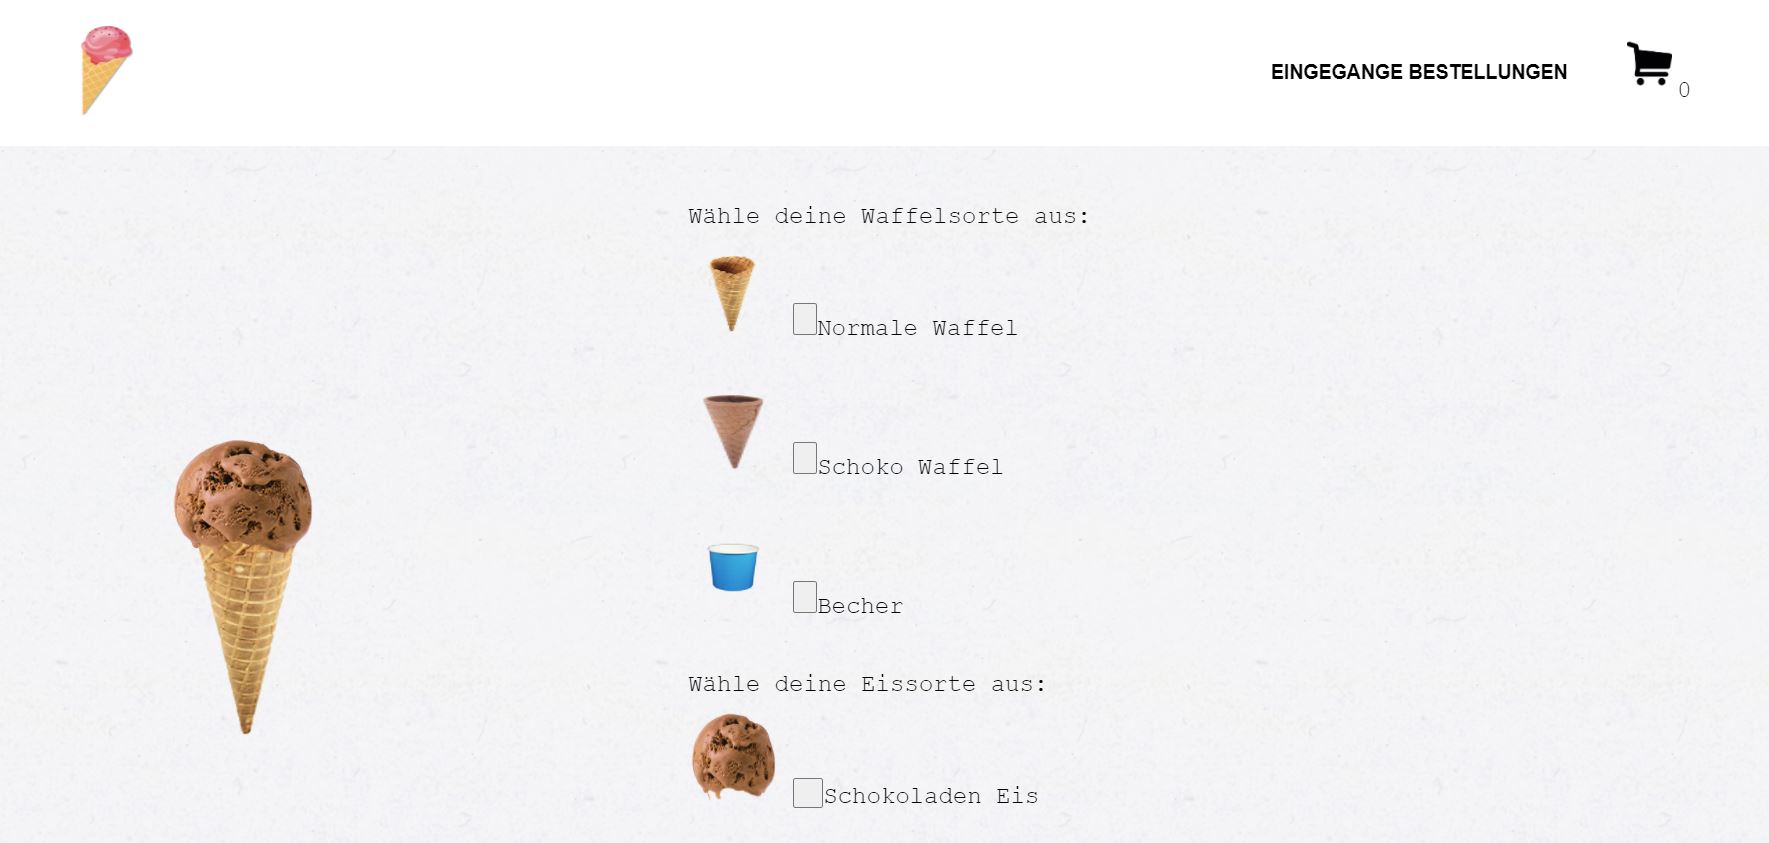 EINGEGANGE BESTELLUNGEN
0
Wähle deine Waffelsorte aus:
Normale Waffel
Schoko Waffel
Becher
Wähle deine Eissorte aus:
Schokoladen Eis